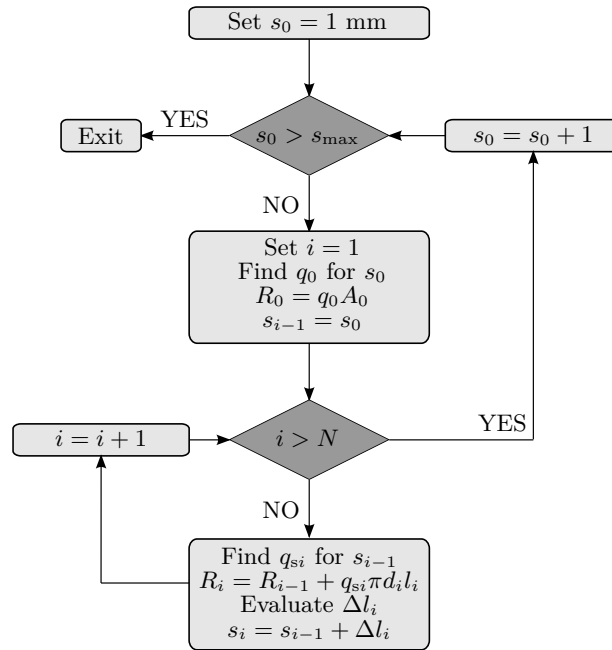 Set s₀ = 1 mm
YES
Exit
s₀ > s_max
s₀ = s₀ + 1
NO
Set i = 1
Find q₀ for s₀
R₀ = q₀A₀
s_{i−1} = s₀
i = i + 1
i > N
YES
NO
Find q_{si} for s_{i−1}
R_i = R_{i−1} + q_{si}πd_il_i
Evaluate Δl_i
s_i = s_{i−1} + Δl_i